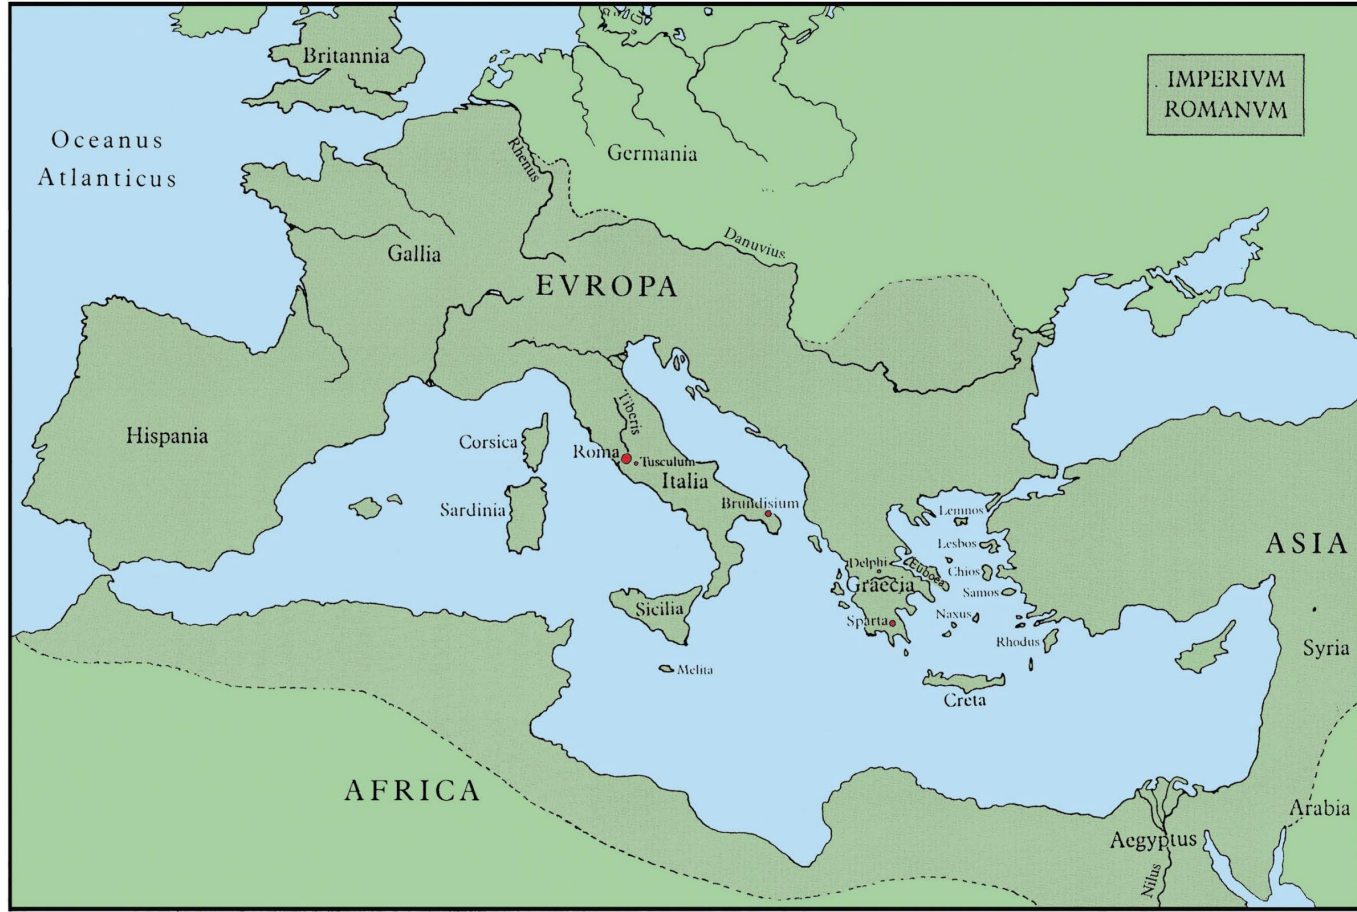 Britannia
IMPERIVM
ROMANVM
Oceanus
Atlanticus
Rhenus
Germania
Gallia
Danuvius
EVROPA
Hispania
Corsica
Tiberis
Roma
Tusculum
Italia
Sardinia
Brundisium
Lemnos
Lesbos
ASIA
Delphi
Euboea
Chios
Graecia
Samos
Sicilia
Naxus
Sparta
Rhodus
Syria
Melita
Creta
AFRICA
Arabia
Aegyptus
Nilus